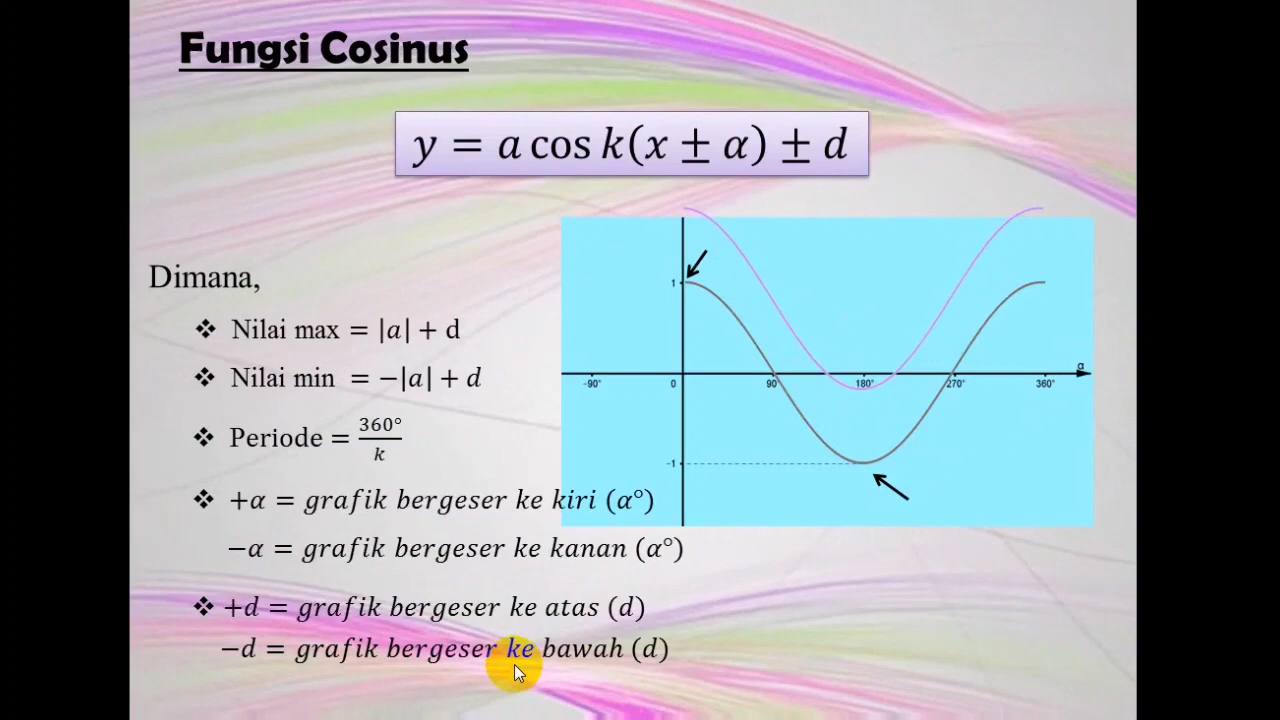 Fungsi Cosinus
y = a cos k(x ± α) ± d
Dimana,
❖ Nilai max = |a| + d
❖ Nilai min = −|a| + d
❖ Periode = 360°/k
❖ +α = grafik bergeser ke kiri (α°)
−α = grafik bergeser ke kanan (α°)
❖ +d = grafik bergeser ke atas (d)
−d = grafik bergeser ke bawah (d)
1
α
-90° 0 90 180° 270° 360°
-1